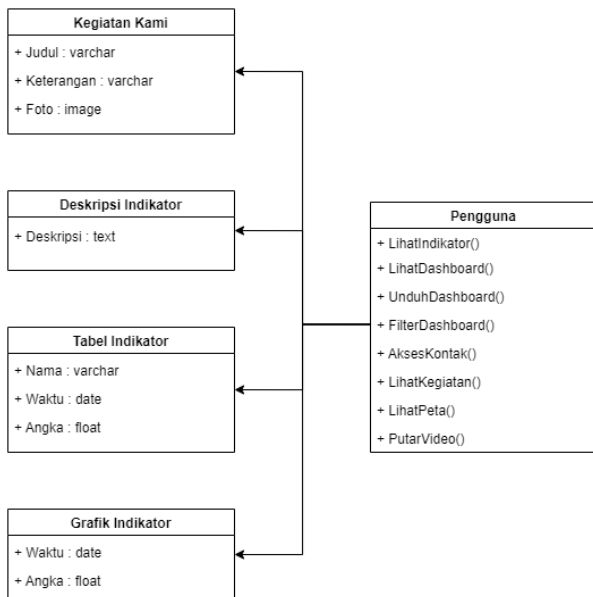 Kegiatan Kami
+ Judul : varchar
+ Keterangan : varchar
+ Foto : image
Deskripsi Indikator
+ Deskripsi : text
Tabel Indikator
+ Nama : varchar
+ Waktu : date
+ Angka : float
Grafik Indikator
+ Waktu : date
+ Angka : float
Pengguna
+ LihatIndikator()
+ LihatDashboard()
+ UnduhDashboard()
+ FilterDashboard()
+ AksesKontak()
+ LihatKegiatan()
+ LihatPeta()
+ PutarVideo()